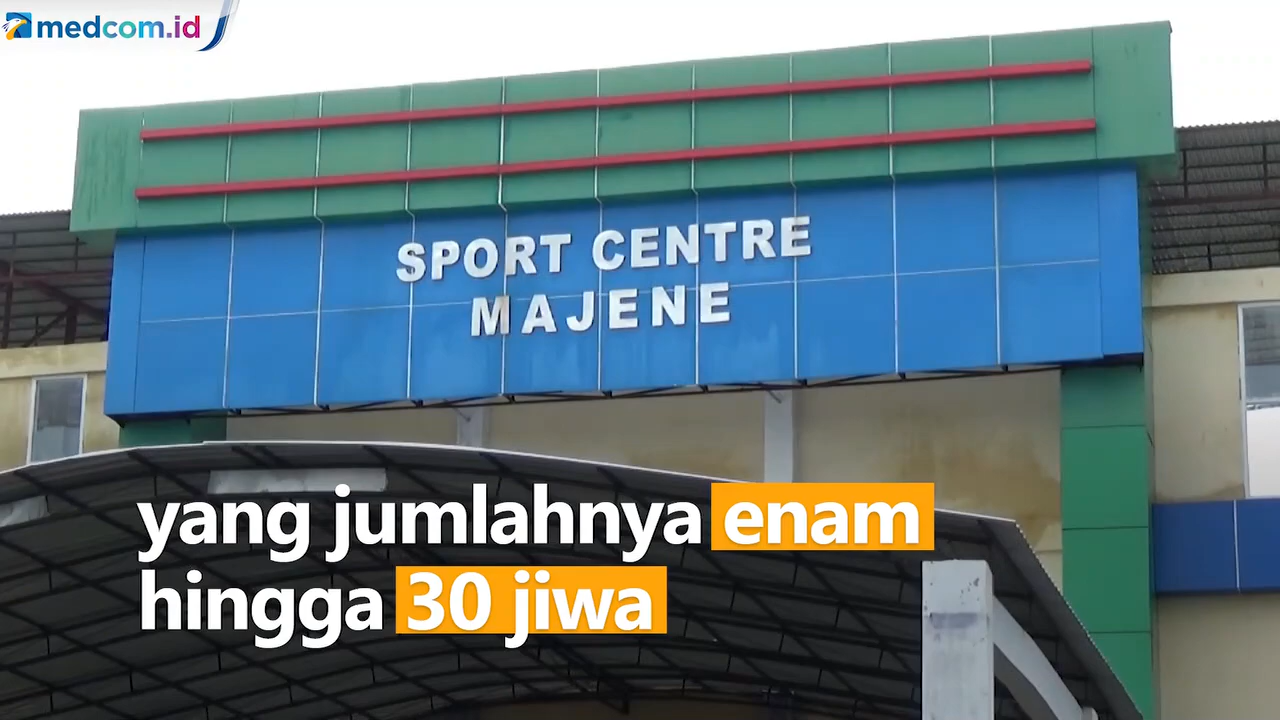 medcom.id
SPORT CENTRE
MAJENE
yang jumlahnya enam
hingga 30 jiwa